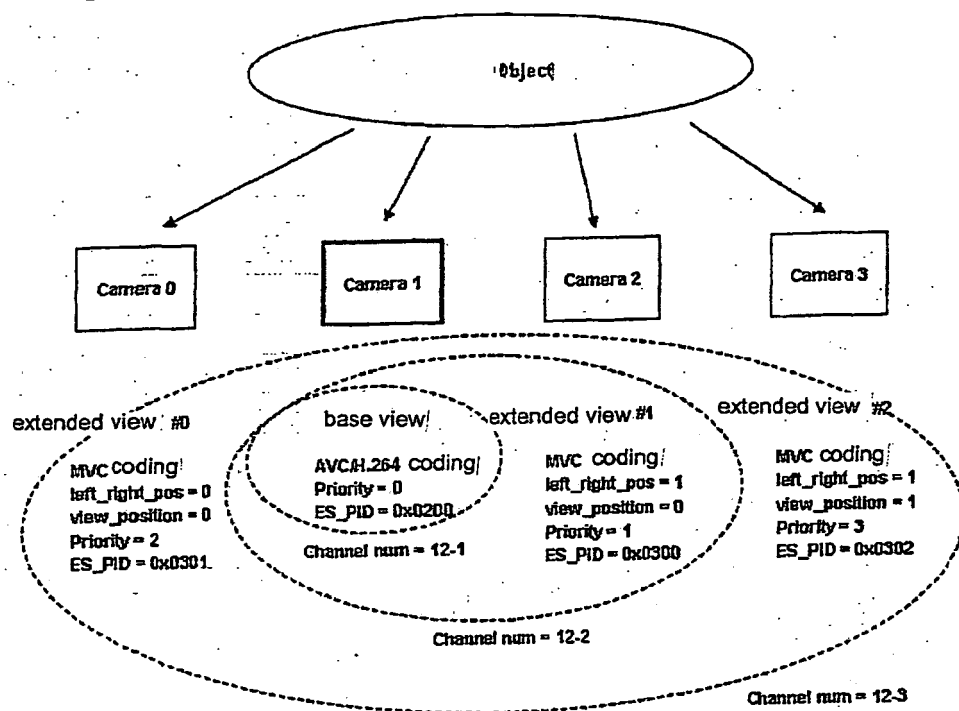 Object
Camera 0
Camera 1
Camera 2
Camera 3
extended view #0
MVC coding
left_right_pos = 0
view_position = 0
Priority = 2
ES_PID = 0x0301
base view
AVC/H.264 coding
Priority = 0
ES_PID = 0x0200
Channel num = 12-1
extended view #1
MVC coding
left_right_pos = 1
view_position = 0
Priority = 1
ES_PID = 0x0300
extended view #2
MVC coding
left_right_pos = 1
view_position = 1
Priority = 3
ES_PID = 0x0302
Channel num = 12-2
Channel num = 12-3